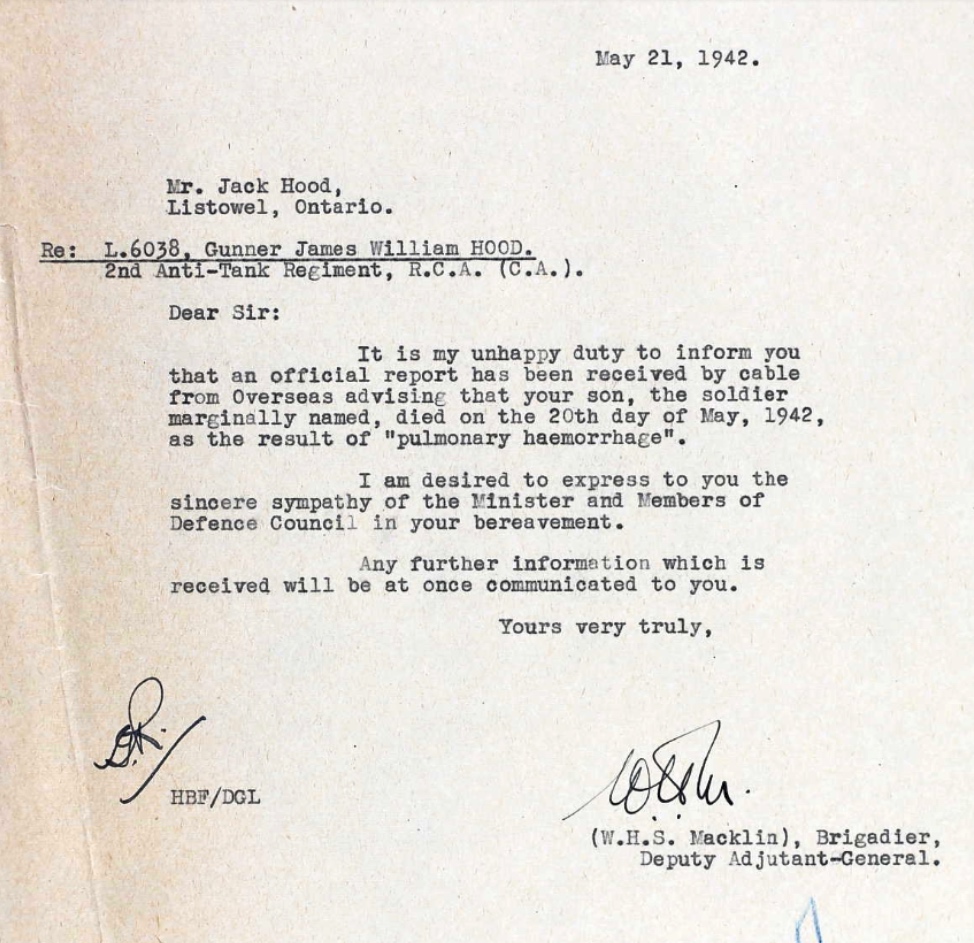 May 21, 1942.
Mr. Jack Hood,
Listowel, Ontario.
Re: L.6038, Gunner James William HOOD.
2nd Anti-Tank Regiment, R.C.A. (C.A.).
Dear Sir:
It is my unhappy duty to inform you
that an official report has been received by cable
from Overseas advising that your son, the soldier
marginally named, died on the 20th day of May, 1942,
as the result of "pulmonary haemorrhage".
I am desired to express to you the
sincere sympathy of the Minister and Members of
Defence Council in your bereavement.
Any further information which is
received will be at once communicated to you.
Yours very truly,
HBF/DGL
(W.H.S. Macklin), Brigadier,
Deputy Adjutant-General.